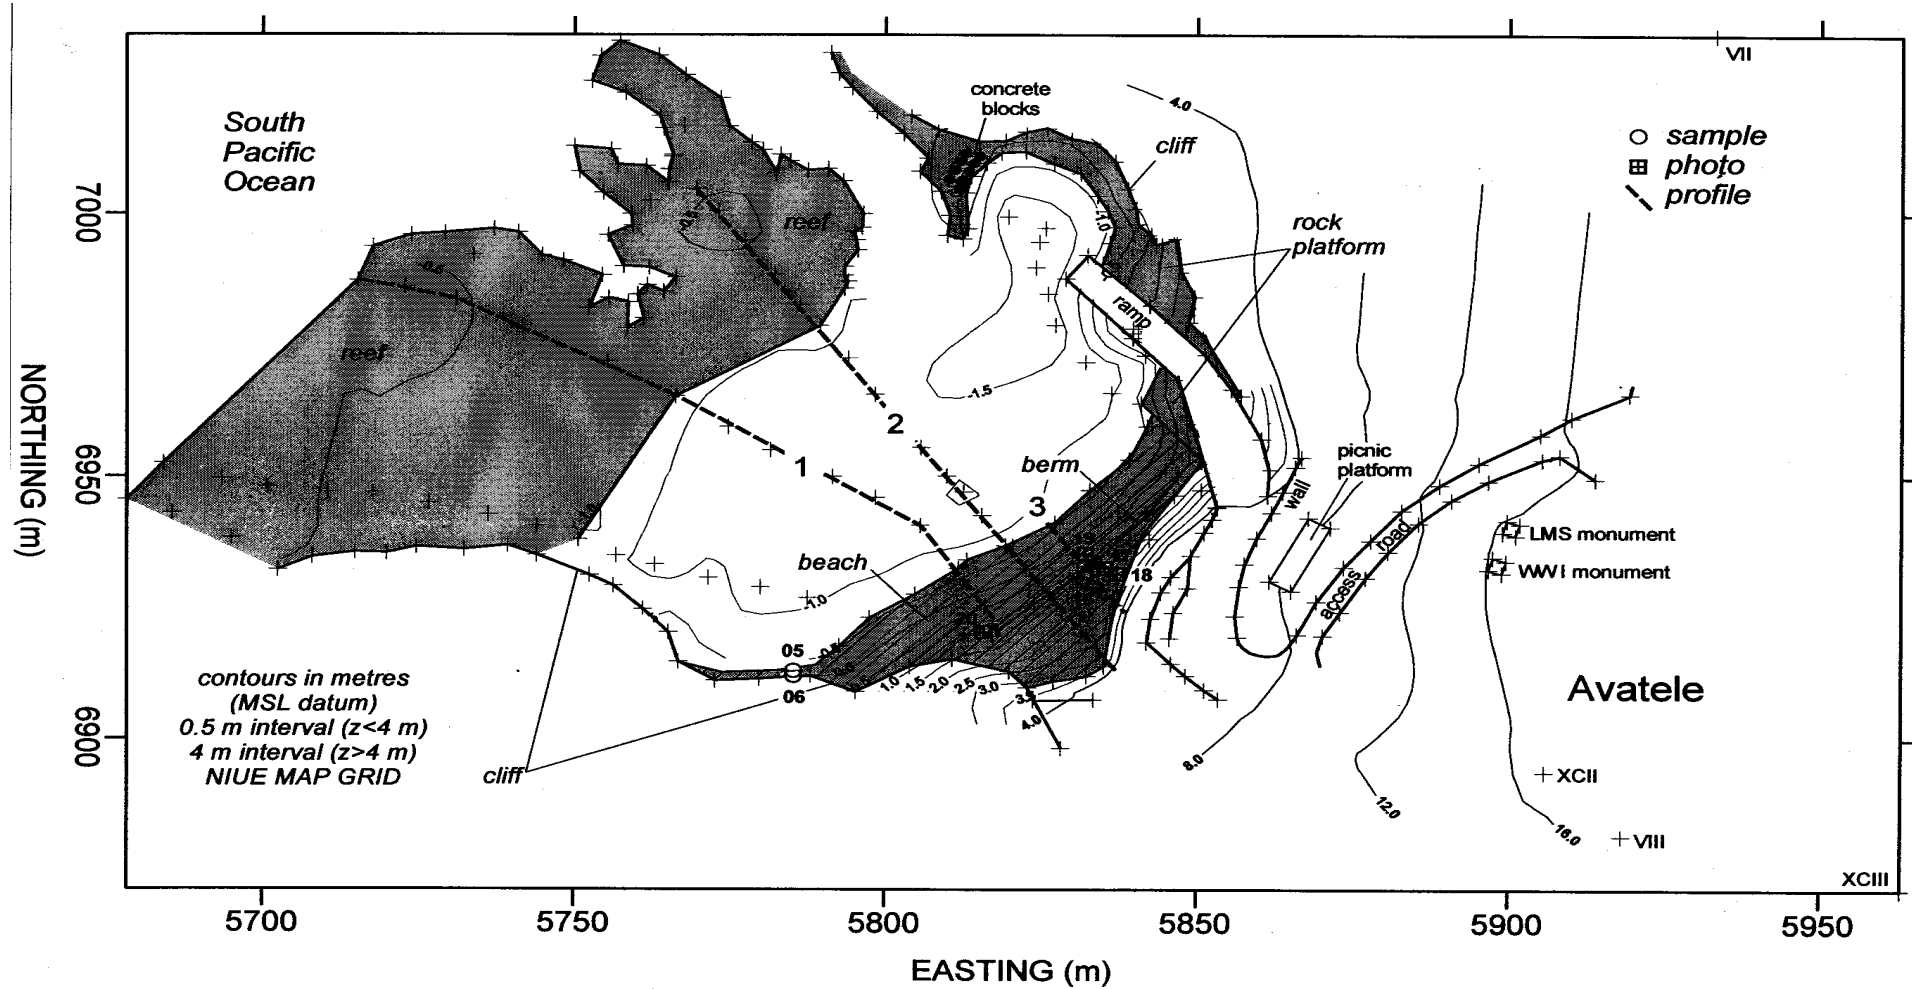 VII
South
Pacific
Ocean
concrete
blocks
4.0
cliff
sample
photo
profile
reef
rock
platform
-1.0
-0.5
ramp
reef
-1.5
2
1
berm
3
picnic
platform
wall
access
road
LMS monument
WW I monument
beach
18
-1.0
05
06
1.0
1.5
2.0
2.5
3.0
3.5
4.0
contours in metres
(MSL datum)
0.5 m interval (z<4 m)
4 m interval (z>4 m)
NIUE MAP GRID
cliff
Avatele
8.0
12.0
16.0
XCII
VIII
XCIII
7000
6950
6900
NORTHING (m)
5700
5750
5800
5850
5900
5950
EASTING (m)